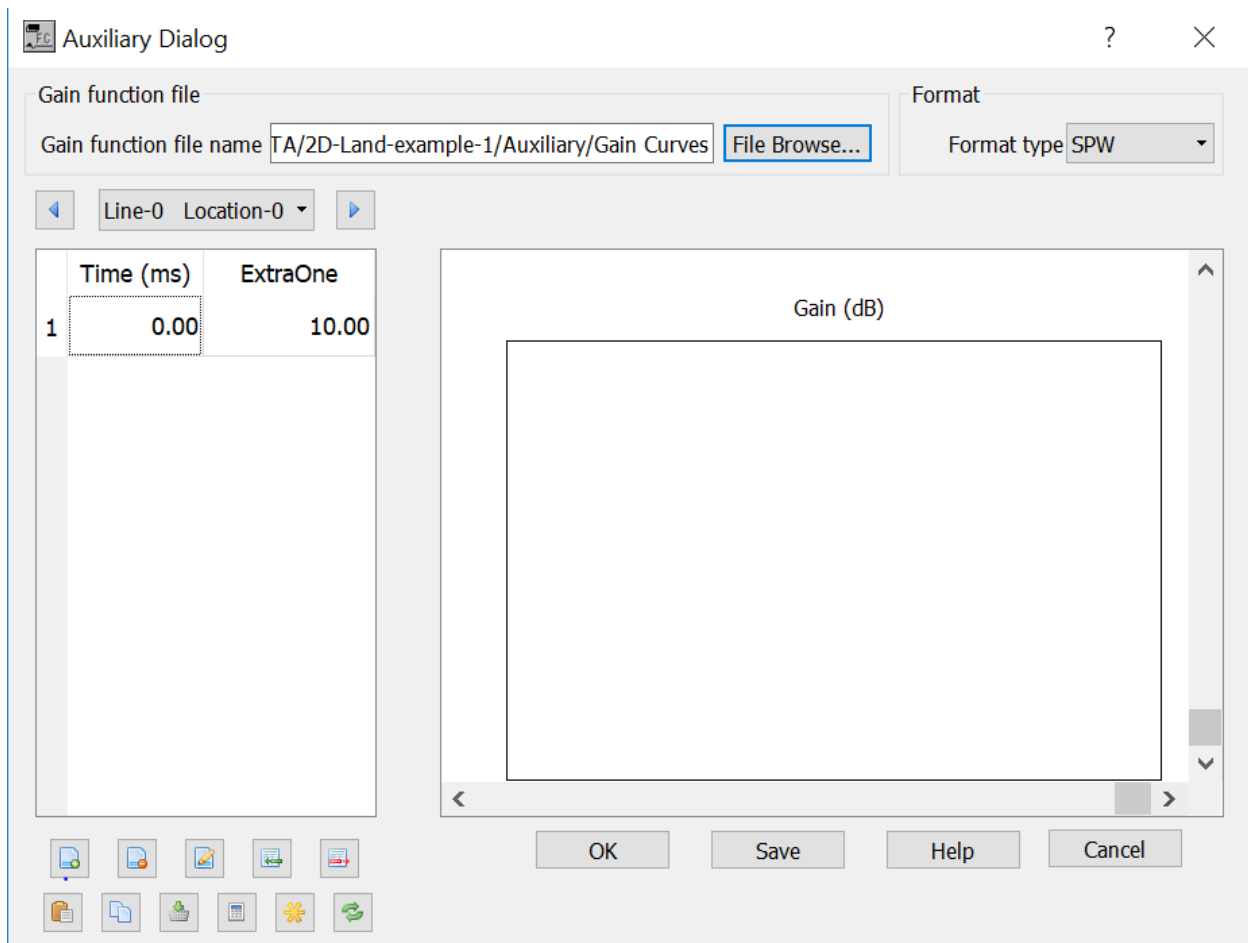 FC Auxiliary Dialog ?
Gain function file
Format
Gain function file name TA/2D-Land-example-1/Auxiliary/Gain Curves File Browse...
Format type SPW
Line-0 Location-0
Time (ms) ExtraOne
1 0.00 10.00
Gain (dB)
OK Save Help Cancel